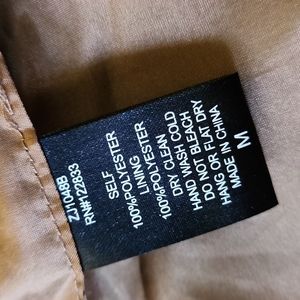 ZJ1048B
RN#122833
SELF
100%POLYESTER
LINING
100%POLYESTER
DRY CLEAN
HAND WASH COLD
DO NOT BLEACH
HANG OR FLAT DRY
MADE IN CHINA
M